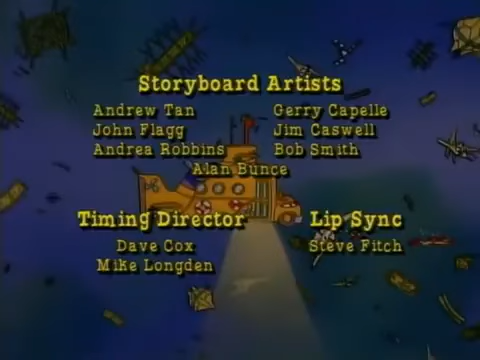 Storyboard Artists
Andrew Tan Gerry Capelle
John Flagg Jim Caswell
Andrea Robbins Bob Smith
Alan Bunce
Timing Director Lip Sync
Dave Cox Steve Fitch
Mike Longden